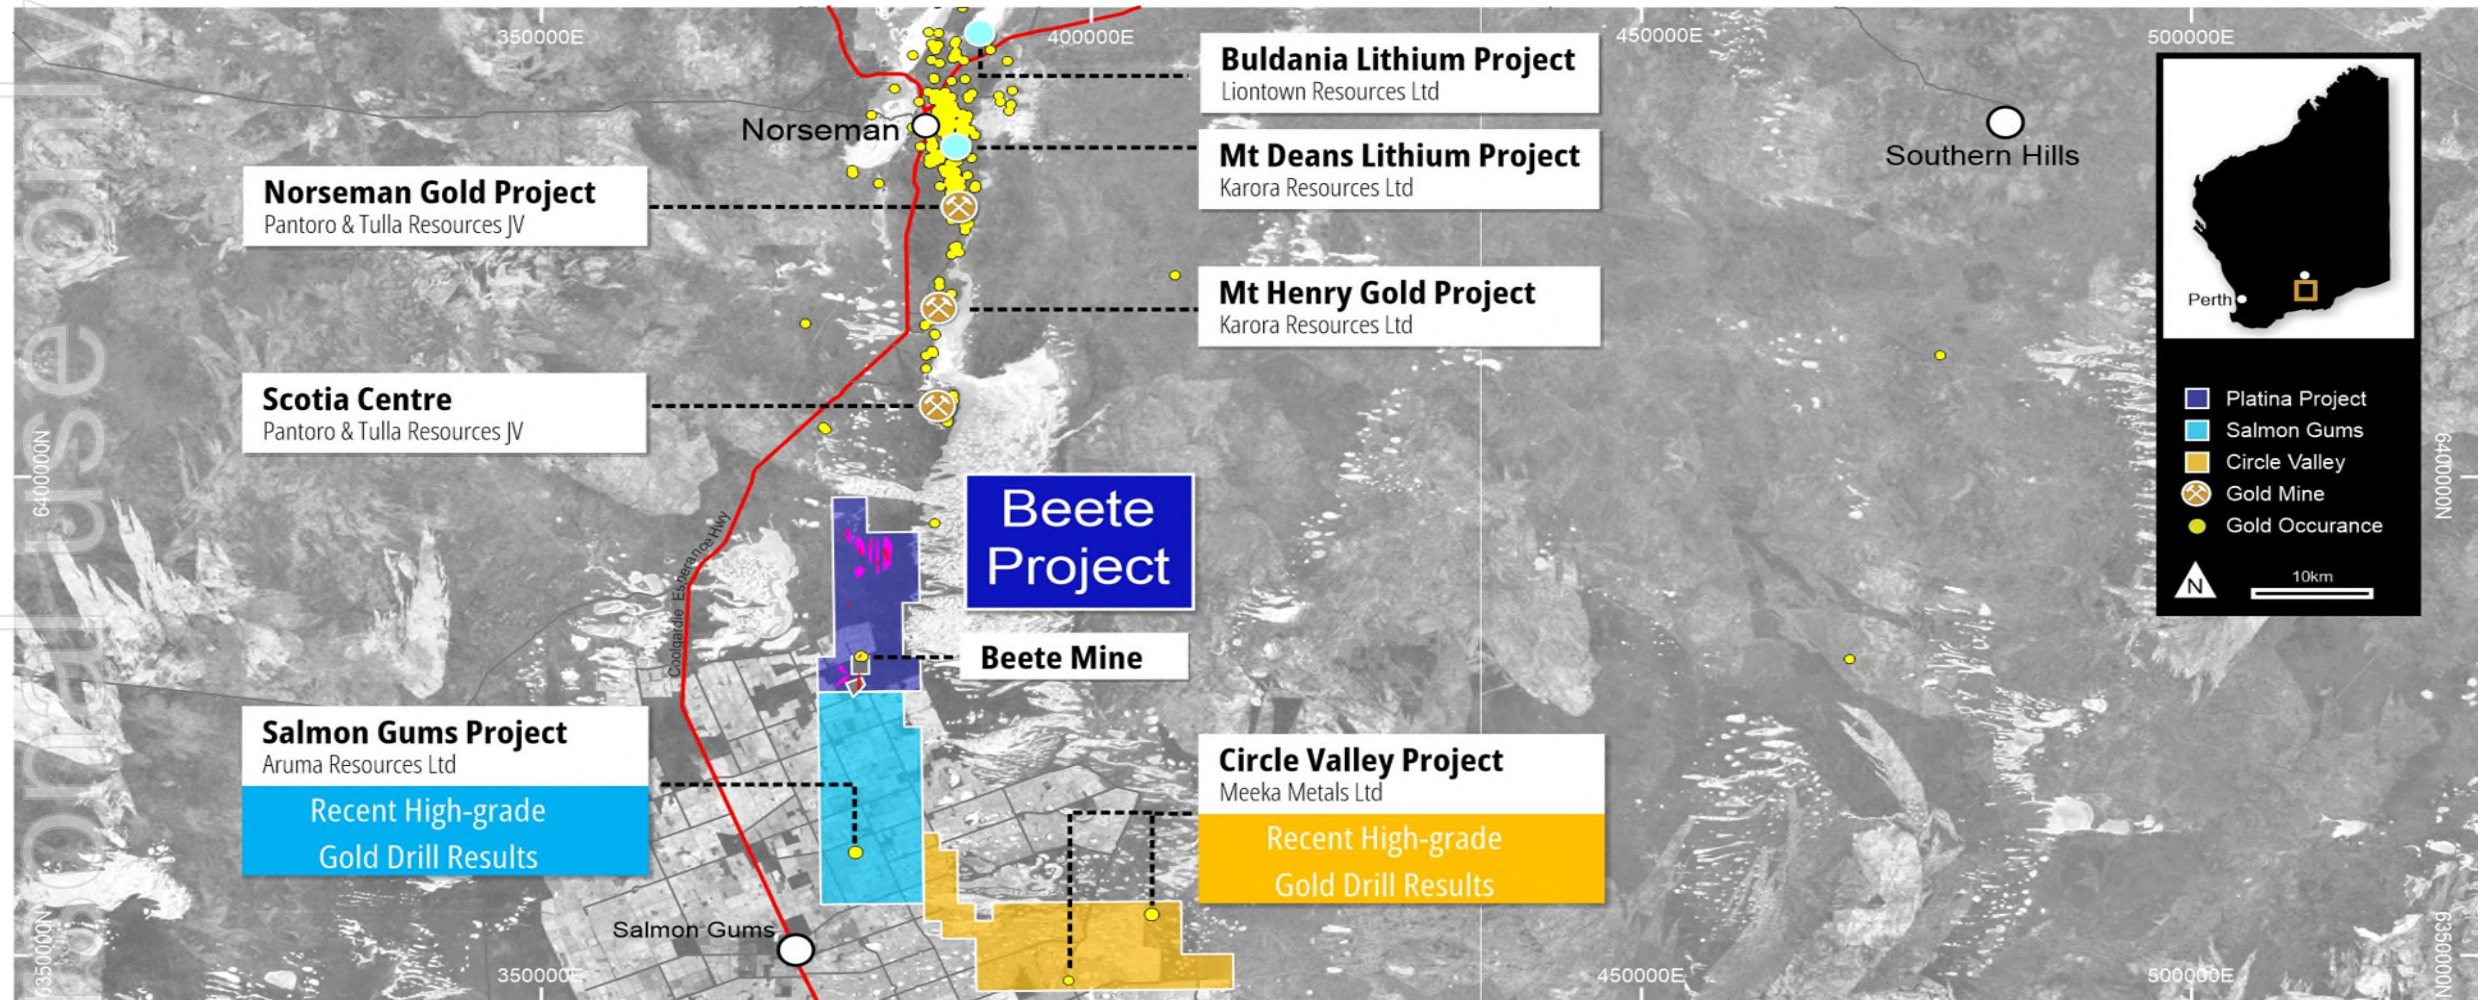 350000E
400000E
450000E
500000E
Buldania Lithium Project
Liontown Resources Ltd
Norseman
Mt Deans Lithium Project
Karora Resources Ltd
Southern Hills
Norseman Gold Project
Pantoro & Tulla Resources JV
Mt Henry Gold Project
Karora Resources Ltd
Perth
Scotia Centre
Pantoro & Tulla Resources JV
Platina Project
Salmon Gums
Circle Valley
Gold Mine
Gold Occurance
N
10km
6400000N
6400000N
Beete
Project
Coolgardie Esperance Hwy
Beete Mine
Salmon Gums Project
Aruma Resources Ltd
Recent High-grade
Gold Drill Results
Circle Valley Project
Meeka Metals Ltd
Recent High-grade
Gold Drill Results
Salmon Gums
6350000N
6350000N
350000E
450000E
500000E
sonal use only